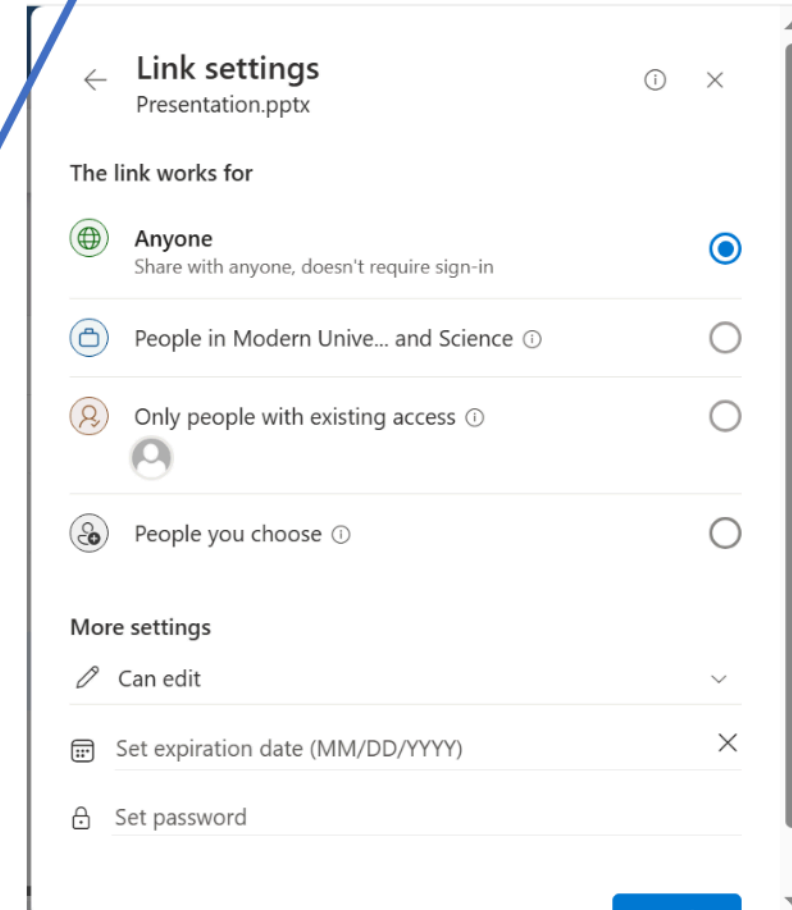 Link settings
Presentation.pptx
The link works for
Anyone
Share with anyone, doesn't require sign-in
People in Modern Unive... and Science
Only people with existing access
People you choose
More settings
Can edit
Set expiration date (MM/DD/YYYY)
Set password